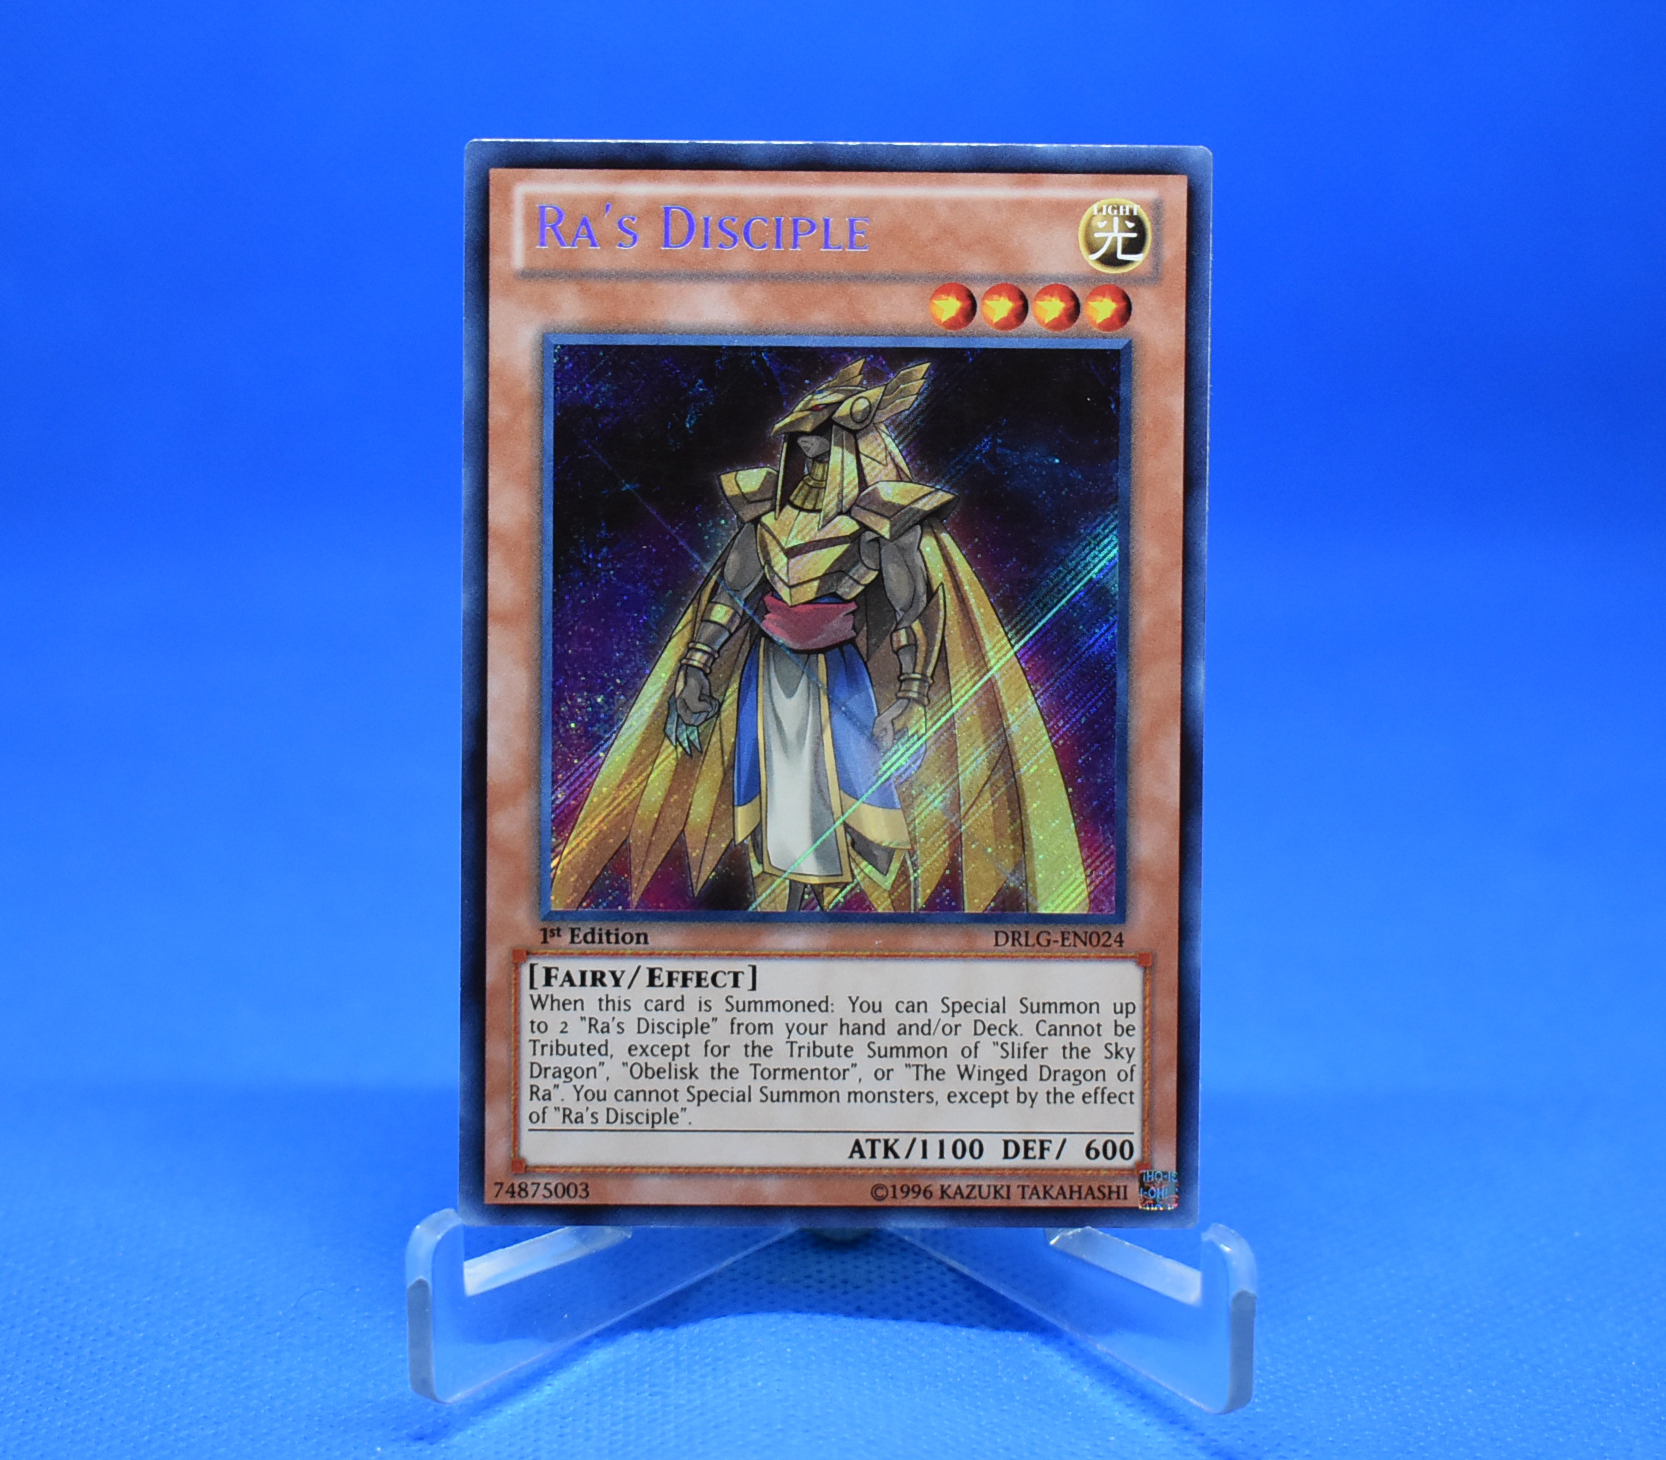 RA'S DISCIPLE
LIGHT
光
1st Edition
DRLG-EN024
[FAIRY/EFFECT]
When this card is Summoned: You can Special Summon up
to 2 "Ra's Disciple" from your hand and/or Deck. Cannot be
Tributed, except for the Tribute Summon of "Slifer the Sky
Dragon", "Obelisk the Tormentor", or "The Winged Dragon of
Ra". You cannot Special Summon monsters, except by the effect
of "Ra's Disciple".
ATK/1100 DEF/ 600
74875003
©1996 KAZUKI TAKAHASHI